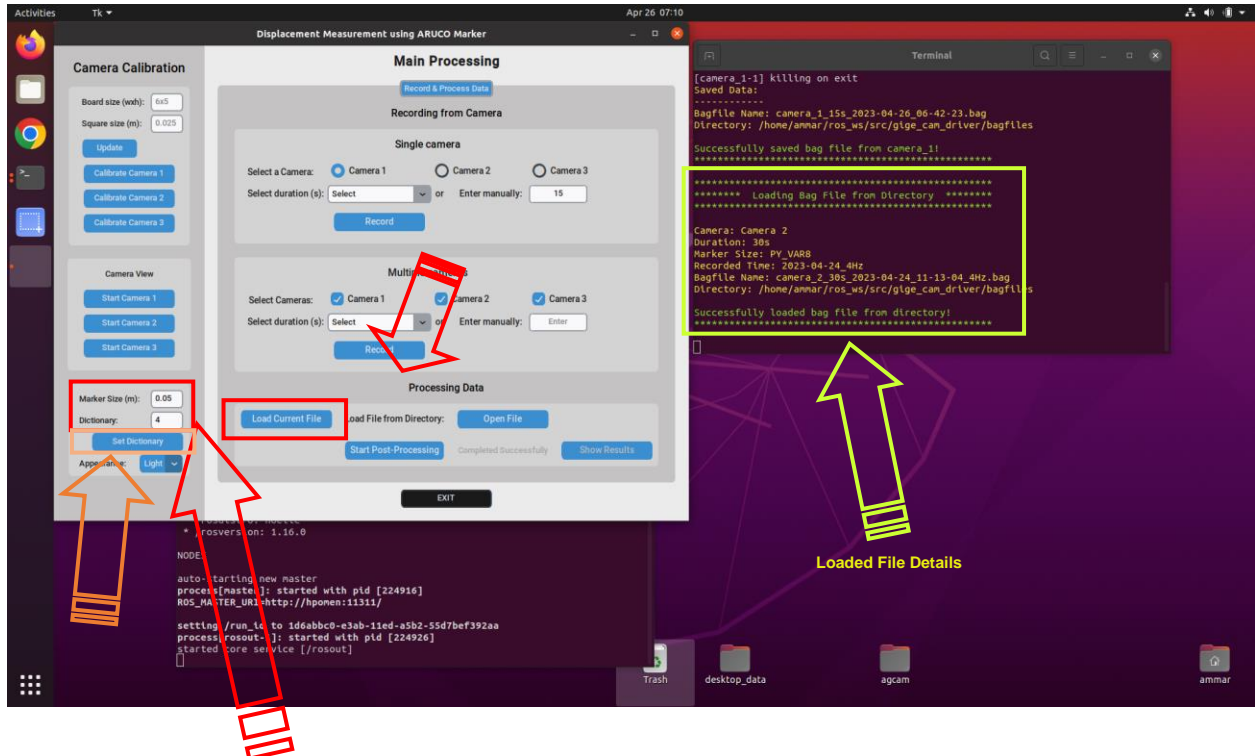 Activities Tk Apr 26 07:10
Displacement Measurement using ARUCO Marker
Camera Calibration
Board size (wxh): 6x5
Square size (m): 0.025
Update
Calibrate Camera 1
Calibrate Camera 2
Calibrate Camera 3
Camera View
Start Camera 1
Start Camera 2
Start Camera 3
Marker Size (m): 0.05
Dictionary: 4
Set Dictionary
Appearance: Light
Main Processing
Record & Process Data
Recording from Camera
Single camera
Select a Camera: Camera 1 Camera 2 Camera 3
Select duration (s): Select or Enter manually: 15
Record
Select Cameras: Camera 1 Camera 2 Camera 3
Select duration (s): Select or Enter manually: Enter
Record
Processing Data
Load Current File Load File from Directory: Open File
Start Post-Processing Completed Successfully Show Results
EXIT
Terminal
[camera_1-1] killing on exit
Saved Data:
------------
Bagfile Name: camera_1_15s_2023-04-26_06-42-23.bag
Directory: /home/ammar/ros_ws/src/gige_cam_driver/bagfiles
Successfully saved bag file from camera_1!
**************************************************
**************************************************
******** Loading Bag File from Directory ********
**************************************************
Camera: Camera 2
Duration: 30s
Marker Size: PY_VAR8
Recorded Time: 2023-04-24_4Hz
Bagfile Name: camera_2_30s_2023-04-24_11-13-04_4Hz.bag
Directory: /home/ammar/ros_ws/src/gige_cam_driver/bagfiles
Successfully loaded bag file from directory!
**************************************************
Loaded File Details
* rosversion: 1.16.0
NODES
auto-starting new master
process[master]: started with pid [224916]
ROS_MASTER_URI=http://hpomen:11311/
setting /run_id to 1d6abbc0-e3ab-11ed-a5b2-55d7bef392aa
process[rosout-1]: started with pid [224926]
started core service [/rosout]
Trash desktop_data agcam ammar